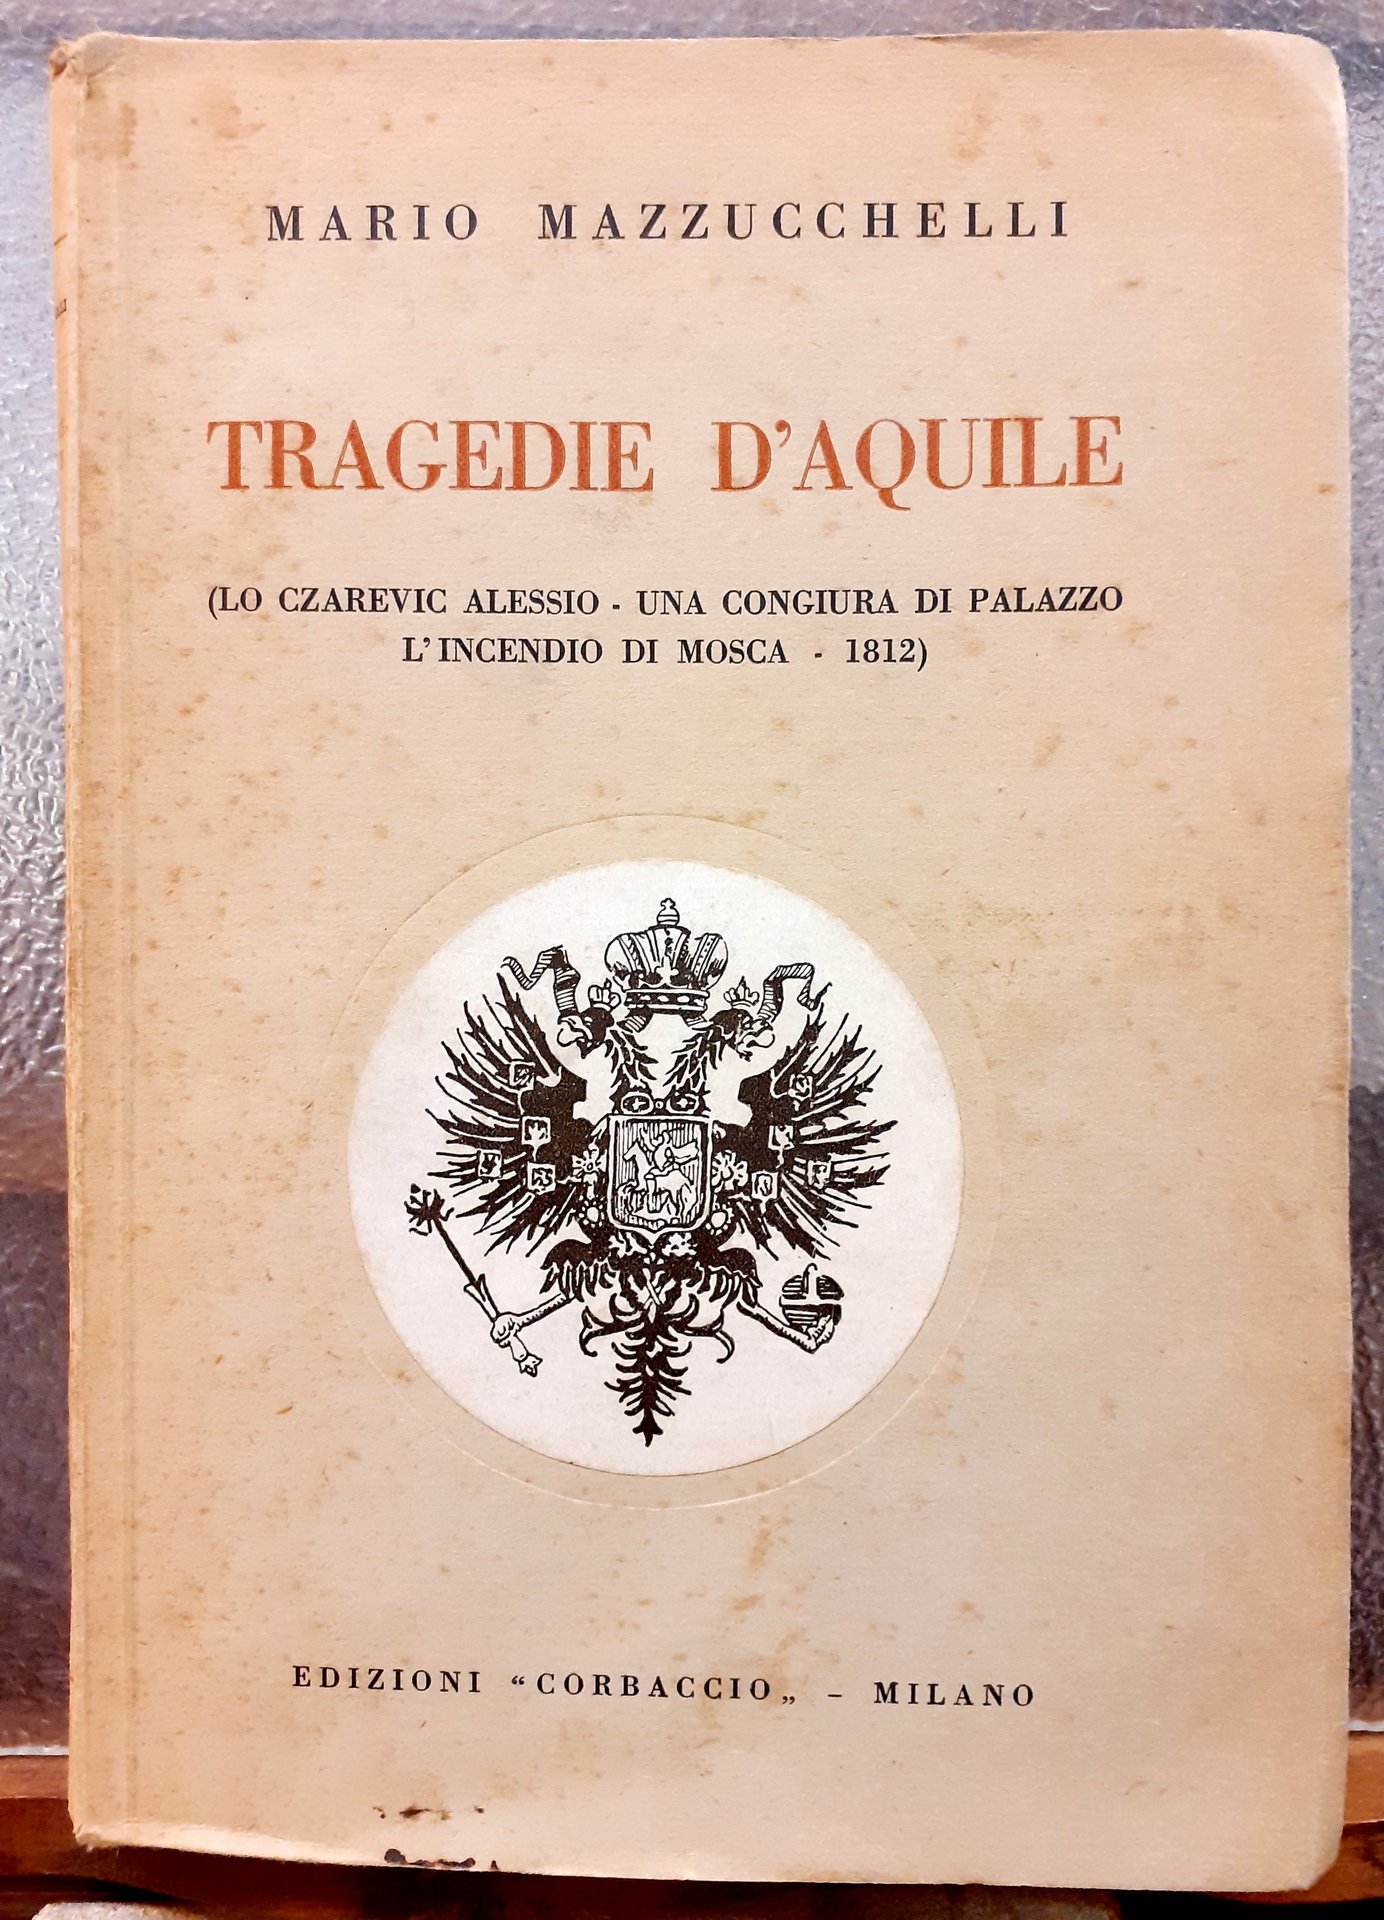 MARIO MAZZUCCHELLI
TRAGEDIE D'AQUILE
(LO CZAREVIC ALESSIO - UNA CONGIURA DI PALAZZO
L'INCENDIO DI MOSCA - 1812)
EDIZIONI “CORBACCIO„ - MILANO